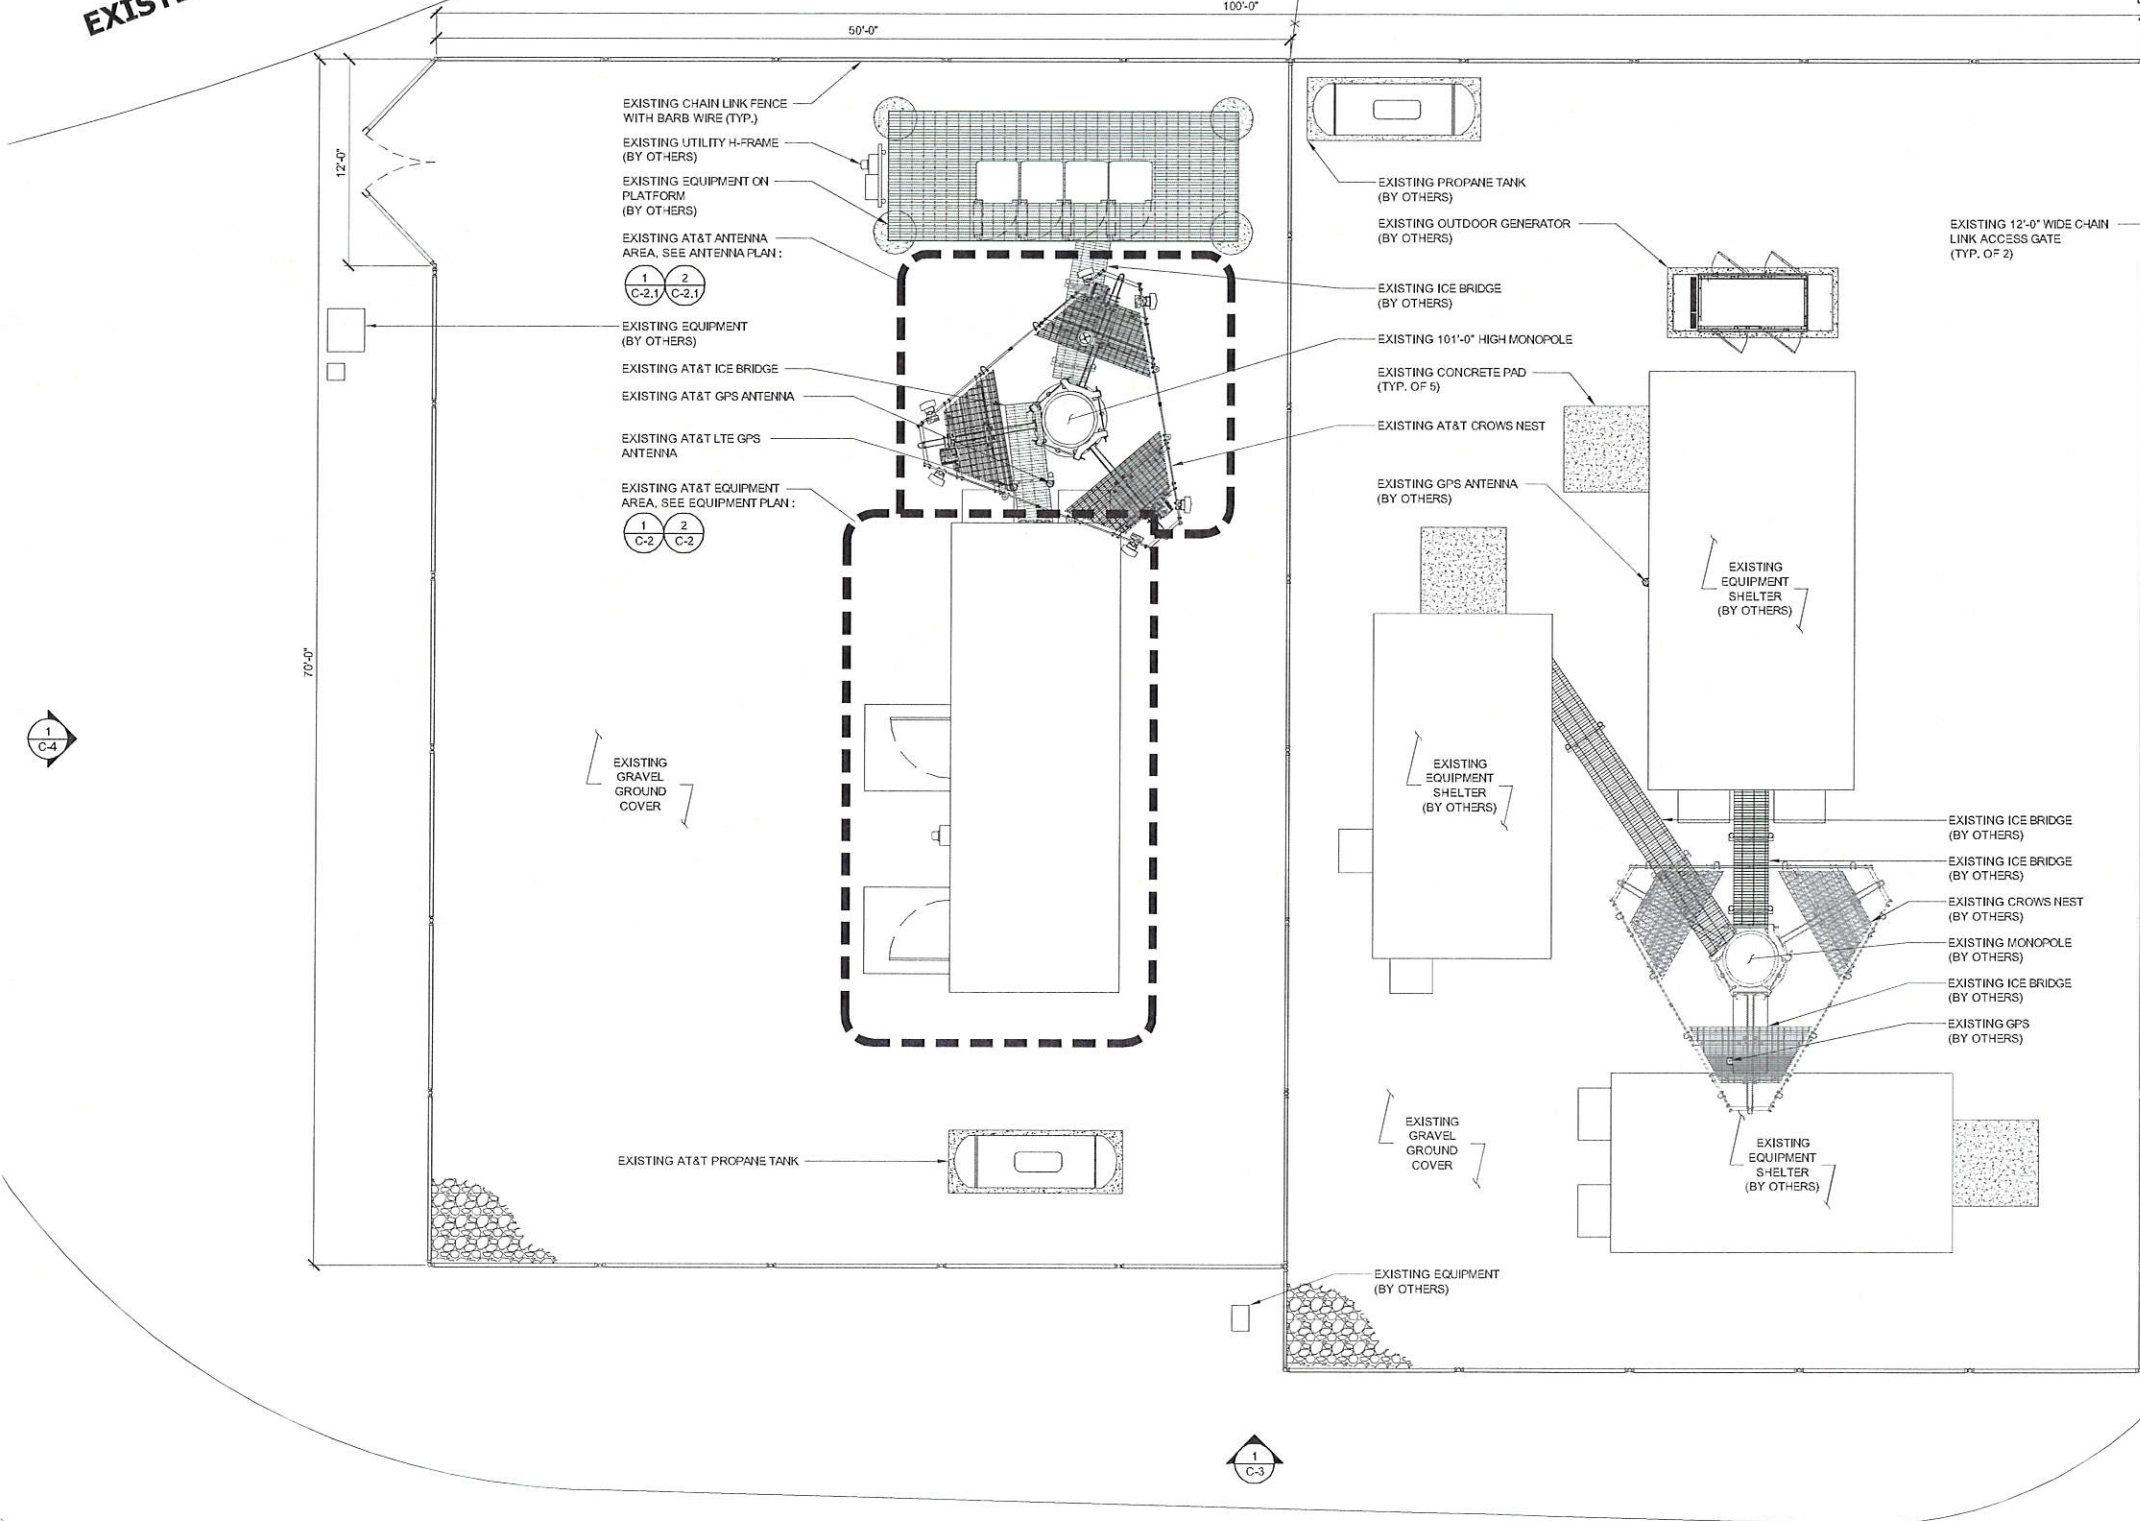 EXIST
100'-0"
50'-0"
12'-0"
70'-0"
EXISTING CHAIN LINK FENCE
WITH BARB WIRE (TYP.)
EXISTING UTILITY H-FRAME
(BY OTHERS)
EXISTING EQUIPMENT ON
PLATFORM
(BY OTHERS)
EXISTING AT&T ANTENNA
AREA, SEE ANTENNA PLAN :
1
C-2.1
2
C-2.1
EXISTING EQUIPMENT
(BY OTHERS)
EXISTING AT&T ICE BRIDGE
EXISTING AT&T GPS ANTENNA
EXISTING AT&T LTE GPS
ANTENNA
EXISTING AT&T EQUIPMENT
AREA, SEE EQUIPMENT PLAN :
1
C-2
2
C-2
1
C-4
EXISTING
GRAVEL
GROUND
COVER
EXISTING AT&T PROPANE TANK
EXISTING PROPANE TANK
(BY OTHERS)
EXISTING OUTDOOR GENERATOR
(BY OTHERS)
EXISTING 12'-0" WIDE CHAIN
LINK ACCESS GATE
(TYP. OF 2)
EXISTING ICE BRIDGE
(BY OTHERS)
EXISTING 101'-0" HIGH MONOPOLE
EXISTING CONCRETE PAD
(TYP. OF 5)
EXISTING AT&T CROWS NEST
EXISTING GPS ANTENNA
(BY OTHERS)
EXISTING
EQUIPMENT
SHELTER
(BY OTHERS)
EXISTING
EQUIPMENT
SHELTER
(BY OTHERS)
EXISTING ICE BRIDGE
(BY OTHERS)
EXISTING ICE BRIDGE
(BY OTHERS)
EXISTING CROWS NEST
(BY OTHERS)
EXISTING MONOPOLE
(BY OTHERS)
EXISTING ICE BRIDGE
(BY OTHERS)
EXISTING GPS
(BY OTHERS)
EXISTING
GRAVEL
GROUND
COVER
EXISTING
EQUIPMENT
SHELTER
(BY OTHERS)
EXISTING EQUIPMENT
(BY OTHERS)
1
C-3